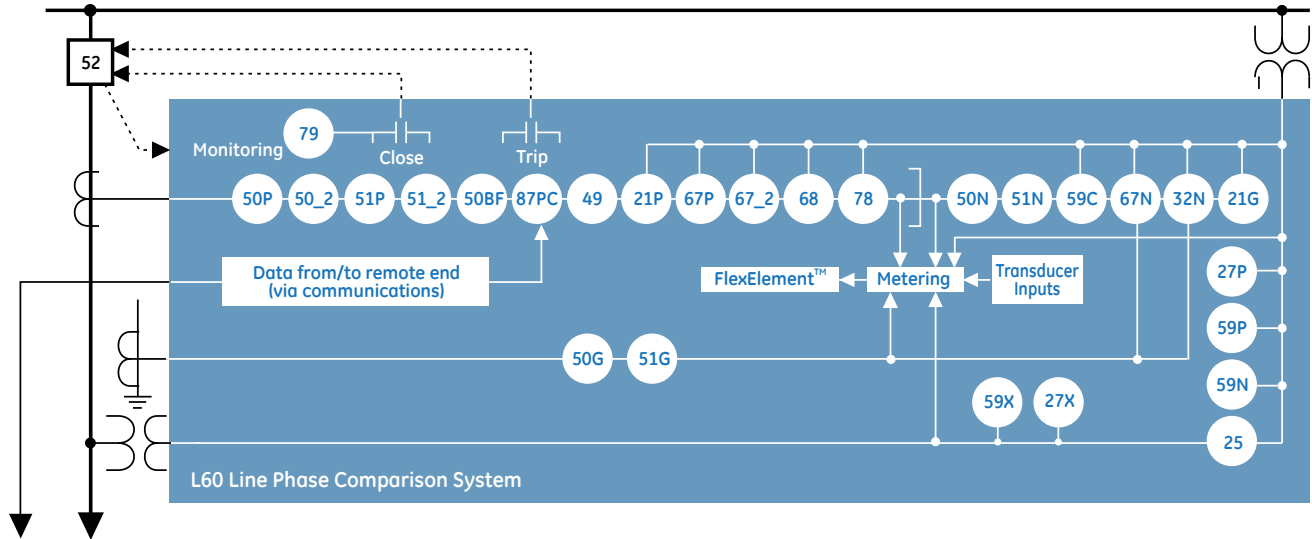 52
79
Monitoring
Close
Trip
50P 50_2 51P 51_2 50BF 87PC 49 21P 67P 67_2 68 78 50N 51N 59C 67N 32N 21G
Data from/to remote end
(via communications)
FlexElement™
Metering
Transducer
Inputs
27P
59P
50G 51G
59N
59X 27X
25
L60 Line Phase Comparison System